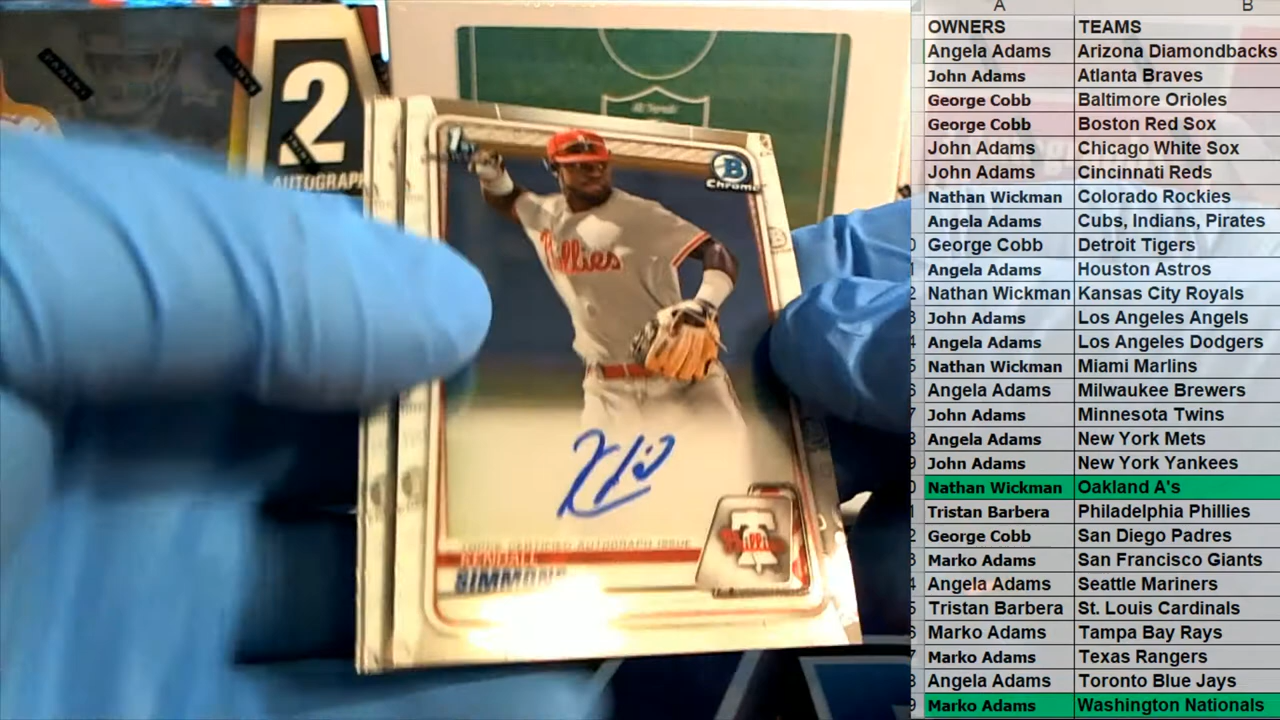 A B
OWNERS TEAMS
Angela Adams Arizona Diamondbacks
John Adams Atlanta Braves
George Cobb Baltimore Orioles
George Cobb Boston Red Sox
John Adams Chicago White Sox
John Adams Cincinnati Reds
Nathan Wickman Colorado Rockies
Angela Adams Cubs, Indians, Pirates
George Cobb Detroit Tigers
Angela Adams Houston Astros
Nathan Wickman Kansas City Royals
John Adams Los Angeles Angels
Angela Adams Los Angeles Dodgers
Nathan Wickman Miami Marlins
Angela Adams Milwaukee Brewers
John Adams Minnesota Twins
Angela Adams New York Mets
John Adams New York Yankees
Nathan Wickman Oakland A's
Tristan Barbera Philadelphia Phillies
George Cobb San Diego Padres
Marko Adams San Francisco Giants
Angela Adams Seattle Mariners
Tristan Barbera St. Louis Cardinals
Marko Adams Tampa Bay Rays
Marko Adams Texas Rangers
Angela Adams Toronto Blue Jays
Marko Adams Washington Nationals
2
AUTOGRAPH
1st
B
Chrome
Phillies
TOPPS CERTIFIED AUTOGRAPH ISSUE
KENDALL
SIMMONS